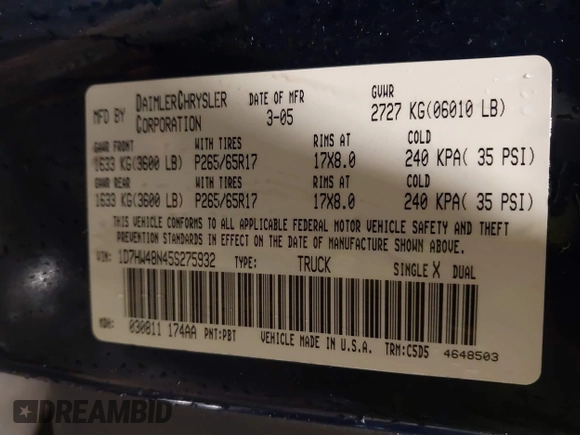 MFD BY DAIMLERCHRYSLER CORPORATION
DATE OF MFR 3-05
GVWR 2727 KG(06010 LB)
GAWR FRONT WITH TIRES RIMS AT COLD
1633 KG(3600 LB) P265/65R17 17X8.0 240 KPA( 35 PSI)
GAWR REAR WITH TIRES RIMS AT COLD
1633 KG(3600 LB) P265/65R17 17X8.0 240 KPA( 35 PSI)
THIS VEHICLE CONFORMS TO ALL APPLICABLE FEDERAL MOTOR VEHICLE SAFETY AND THEFT
PREVENTION STANDARDS IN EFFECT ON THE DATE OF MANUFACTURE SHOWN ABOVE.
VIN: 1D7HW48N45S275932 TYPE: TRUCK SINGLE X DUAL
MDH: 030811 174AA PNT:PBT VEHICLE MADE IN U.S.A. TRM:C5D5 4648503
DREAMBID